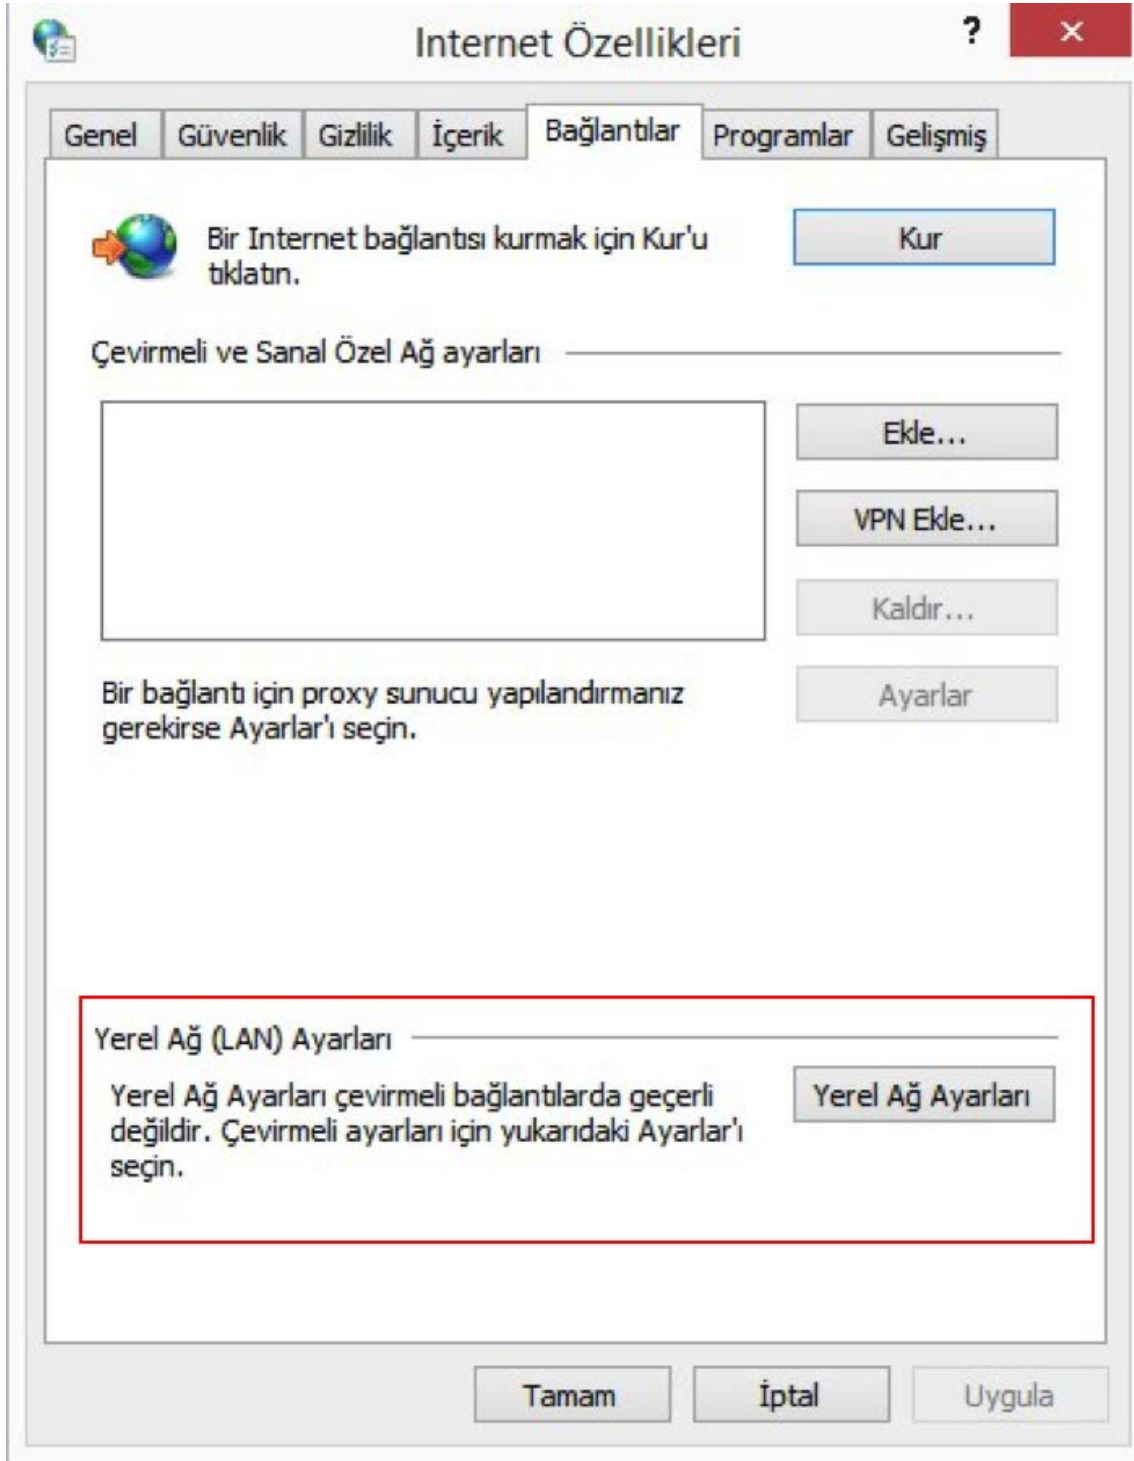 Internet Özellikleri
?
Genel Güvenlik Gizlilik İçerik Bağlantılar Programlar Gelişmiş
Bir Internet bağlantısı kurmak için Kur'u
tıklatın.
Kur
Çevirmeli ve Sanal Özel Ağ ayarları
Ekle...
VPN Ekle...
Kaldır...
Bir bağlantı için proxy sunucu yapılandırmanız
gerekirse Ayarlar'ı seçin.
Ayarlar
Yerel Ağ (LAN) Ayarları
Yerel Ağ Ayarları çevirmeli bağlantılarda geçerli
değildir. Çevirmeli ayarları için yukarıdaki Ayarlar'ı
seçin.
Yerel Ağ Ayarları
Tamam İptal Uygula